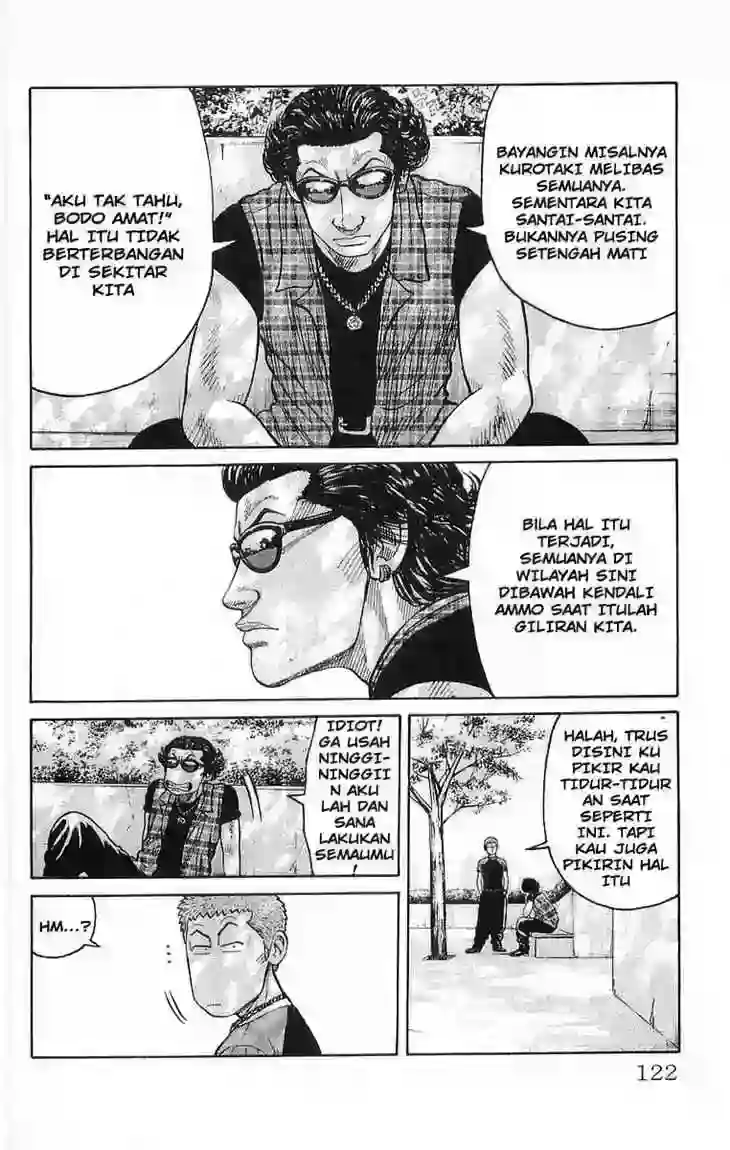 BAYANGIN MISALNYA
KUROTAKI MELIBAS
SEMUANYA.
SEMENTARA KITA
SANTAI-SANTAI.
BUKANNYA PUSING
SETENGAH MATI
"AKU TAK TAHU,
BODO AMAT!"
HAL ITU TIDAK
BERTERBANGAN
DI SEKITAR
KITA
BILA HAL ITU
TERJADI,
SEMUANYA DI
WILAYAH SINI
DIBAWAH KENDALI
AMMO SAAT ITULAH
GILIRAN KITA.
HALAH, TRUS
DISINI KU
PIKIR KAU
TIDUR-TIDUR
AN SAAT
SEPERTI
INI. TAPI
KAU JUGA
PIKIRIN HAL
ITU
IDIOT!
GA USAH
NINGGI-
NINGGII
N AKU
LAH DAN
SANA
LAKUKAN
SEMAUMU
!
HM...?
...
122